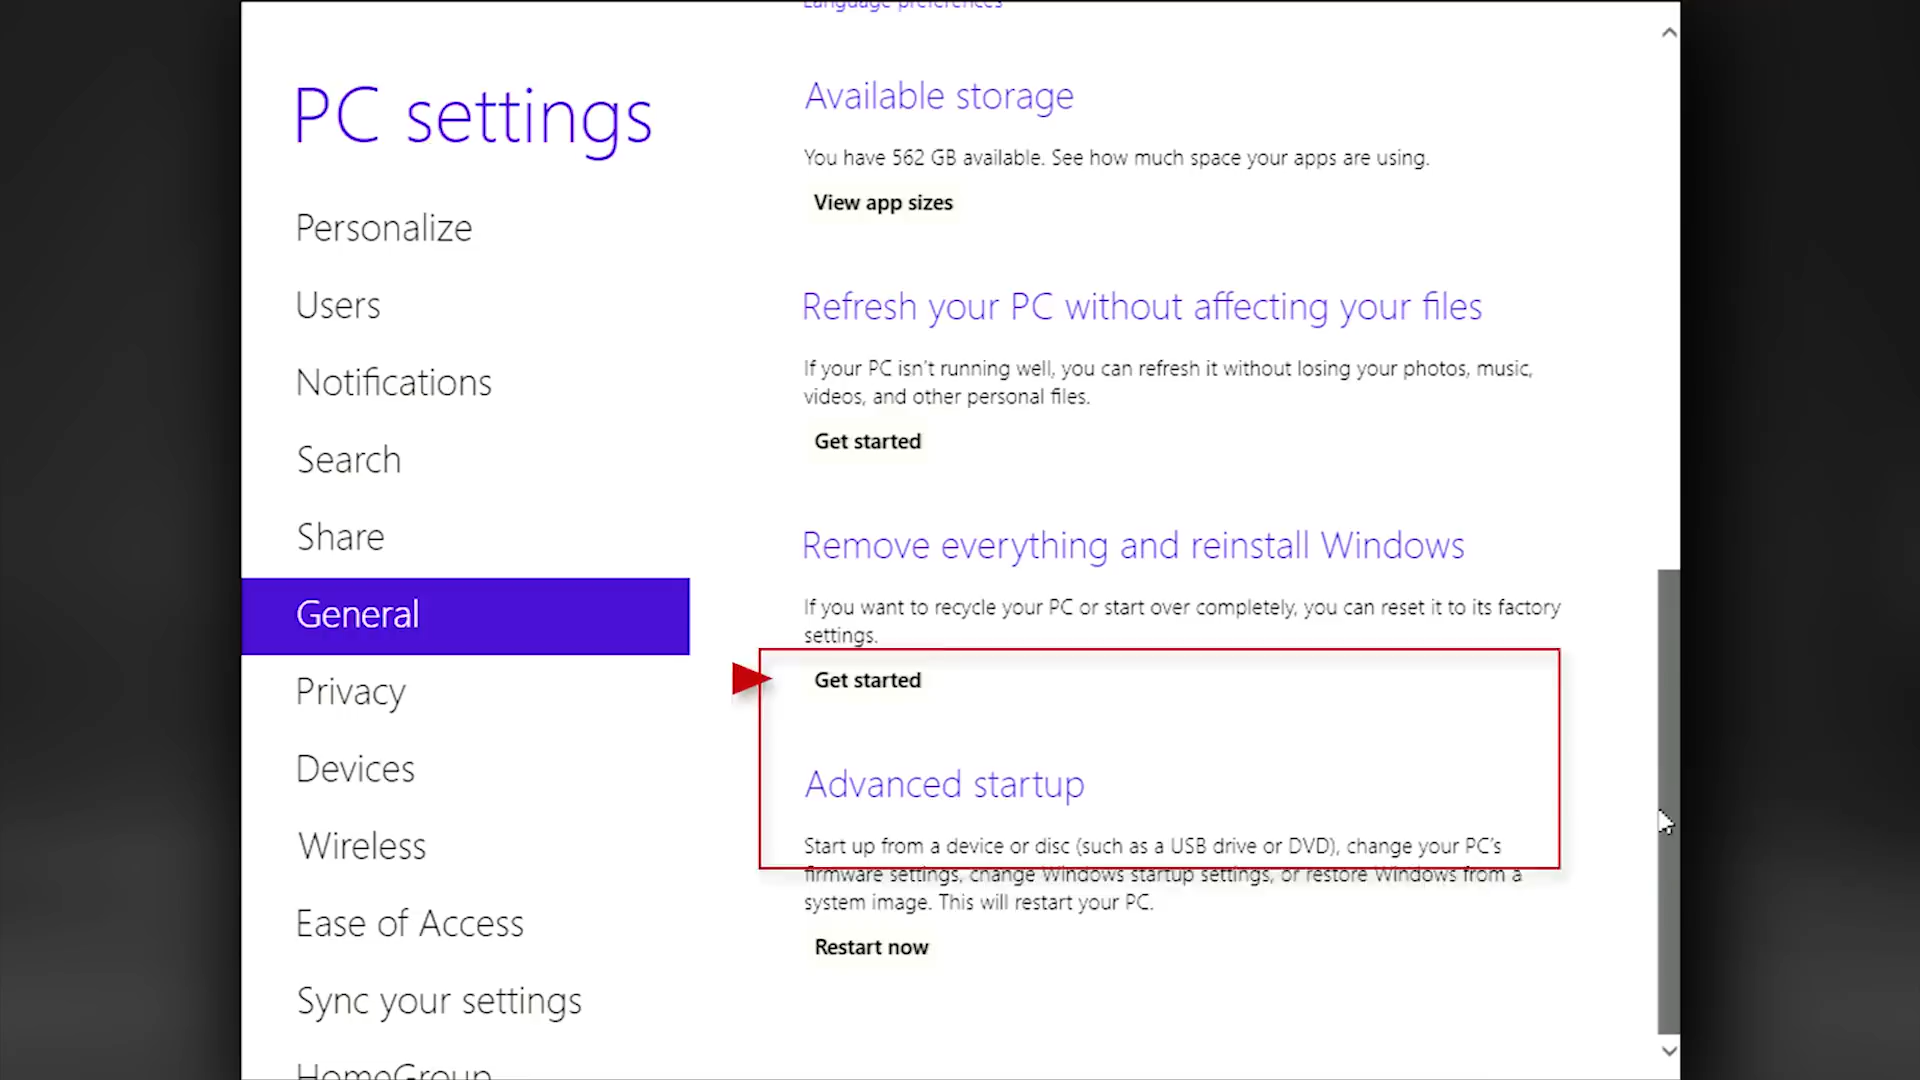 Language preferences
PC settings
Personalize
Users
Notifications
Search
Share
General
Privacy
Devices
Wireless
Ease of Access
Sync your settings
HomeGroup
Available storage
You have 562 GB available. See how much space your apps are using.
View app sizes
Refresh your PC without affecting your files
If your PC isn't running well, you can refresh it without losing your photos, music,
videos, and other personal files.
Get started
Remove everything and reinstall Windows
If you want to recycle your PC or start over completely, you can reset it to its factory
settings.
Get started
Advanced startup
Start up from a device or disc (such as a USB drive or DVD), change your PC's
firmware settings, change Windows startup settings, or restore Windows from a
system image. This will restart your PC.
Restart now